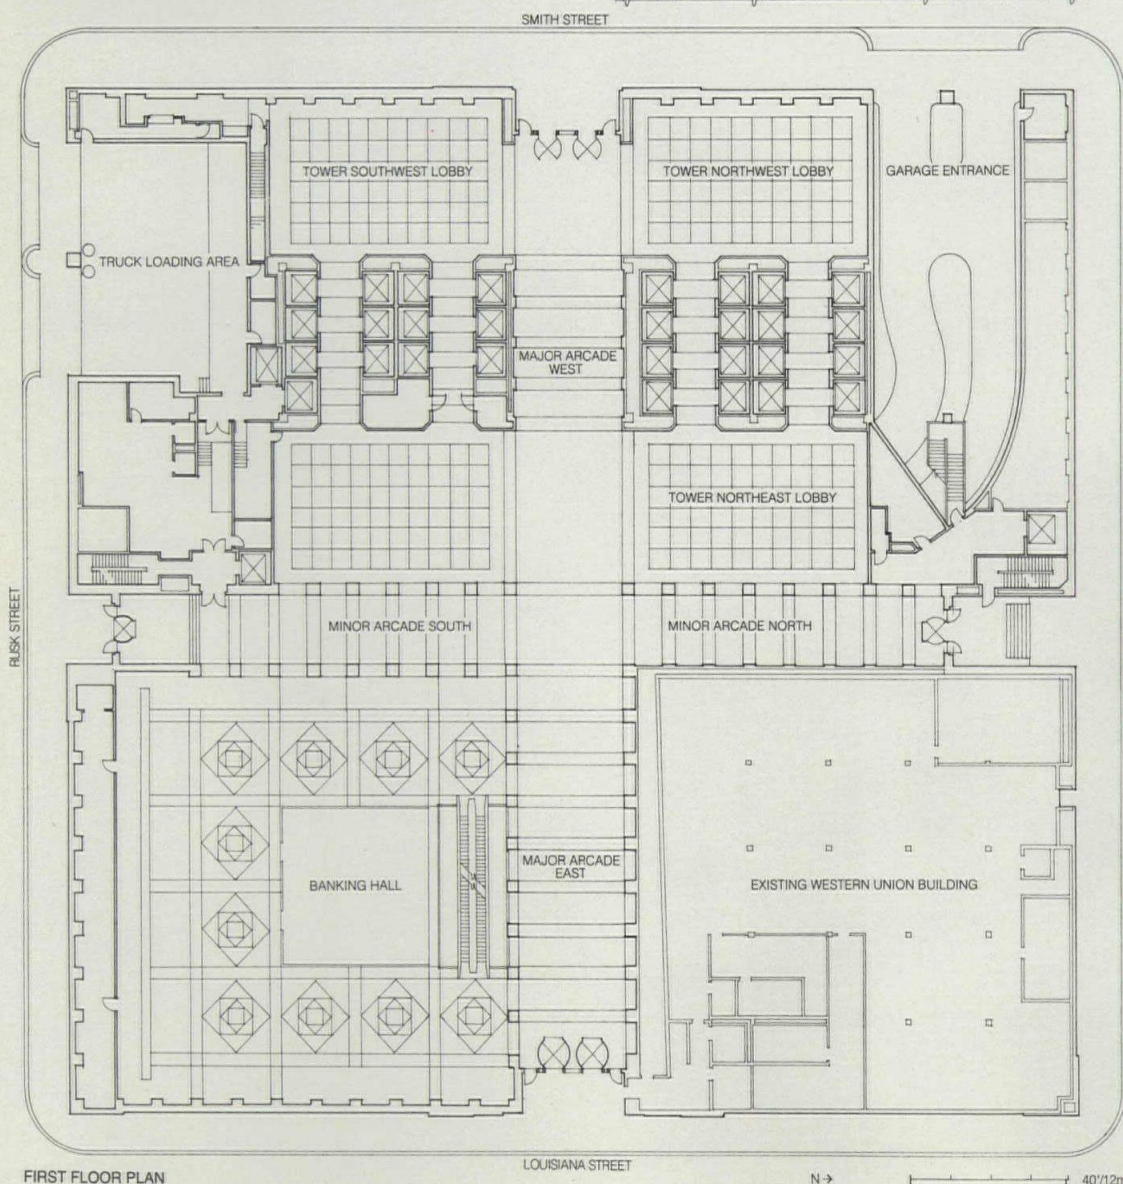 SMITH STREET
TOWER SOUTHWEST LOBBY
TOWER NORTHWEST LOBBY
GARAGE ENTRANCE
TRUCK LOADING AREA
MAJOR ARCADE
WEST
TOWER NORTHEAST LOBBY
RUSK STREET
MINOR ARCADE SOUTH
MINOR ARCADE NORTH
BANKING HALL
MAJOR ARCADE
EAST
EXISTING WESTERN UNION BUILDING
LOUISIANA STREET
FIRST FLOOR PLAN
N→
40'/12m